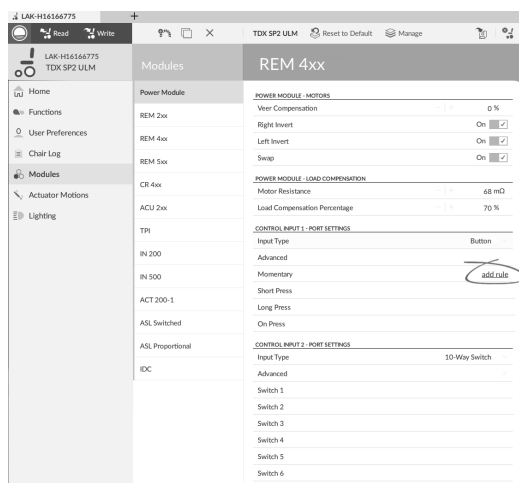 LAK-H16166775 +
Read Write TDX SP2 ULM Reset to Default Manage
LAK-H16166775
TDX SP2 ULM
Home
Functions
User Preferences
Chair Log
Modules
Actuator Motions
Lighting
Modules
Power Module
REM 2xx
REM 4xx
REM 5xx
CR 4xx
ACU 2xx
TPI
IN 200
IN 500
ACT 200-1
ASL Switched
ASL Proportional
IDC
REM 4xx
POWER MODULE - MOTORS
Veer Compensation - + 0 %
Right Invert On
Left Invert On
Swap On
POWER MODULE - LOAD COMPENSATION
Motor Resistance - + 68 mΩ
Load Compensation Percentage - + 70 %
CONTROL INPUT 1 - PORT SETTINGS
Input Type Button
Advanced
Momentary add rule
Short Press
Long Press
On Press
CONTROL INPUT 2 - PORT SETTINGS
Input Type 10-Way Switch
Advanced
Switch 1
Switch 2
Switch 3
Switch 4
Switch 5
Switch 6